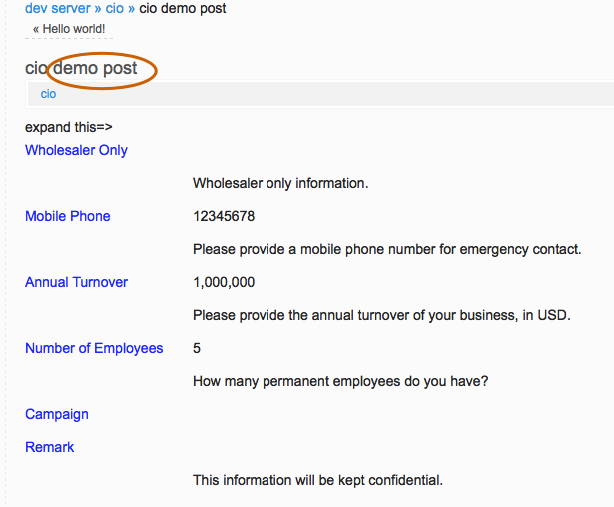 dev server » cio » cio demo post
« Hello world!
cio demo post
cio
expand this=>
Wholesaler Only
Wholesaler only information.
Mobile Phone 12345678
Please provide a mobile phone number for emergency contact.
Annual Turnover 1,000,000
Please provide the annual turnover of your business, in USD.
Number of Employees 5
How many permanent employees do you have?
Campaign
Remark
This information will be kept confidential.